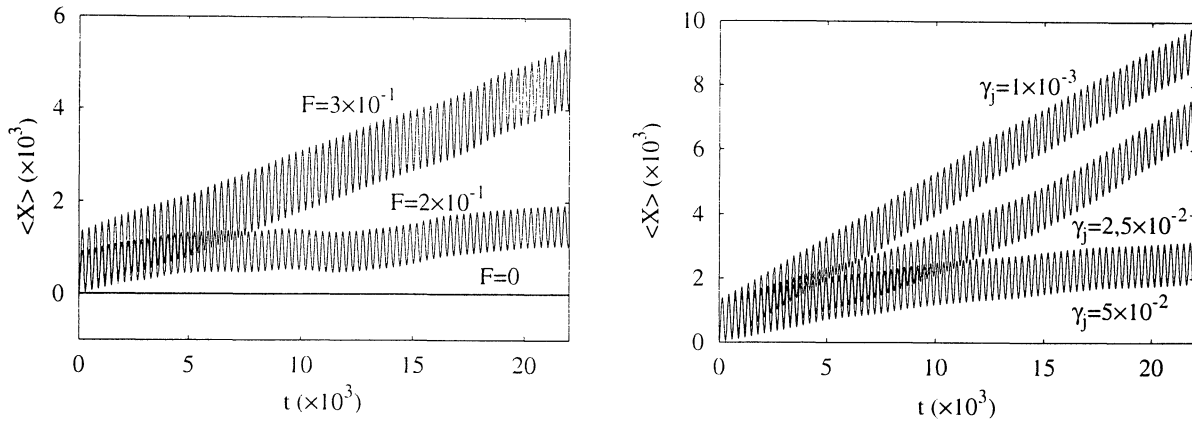 6
4
2
0
<X> (×10³)
F=3×10⁻¹
F=2×10⁻¹
F=0
0 5 10 15 20
t (×10³)
10
8
6
4
2
0
<X> (×10³)
γⱼ=1×10⁻³
γⱼ=2,5×10⁻²
γⱼ=5×10⁻²
0 5 10 15 20
t (×10³)